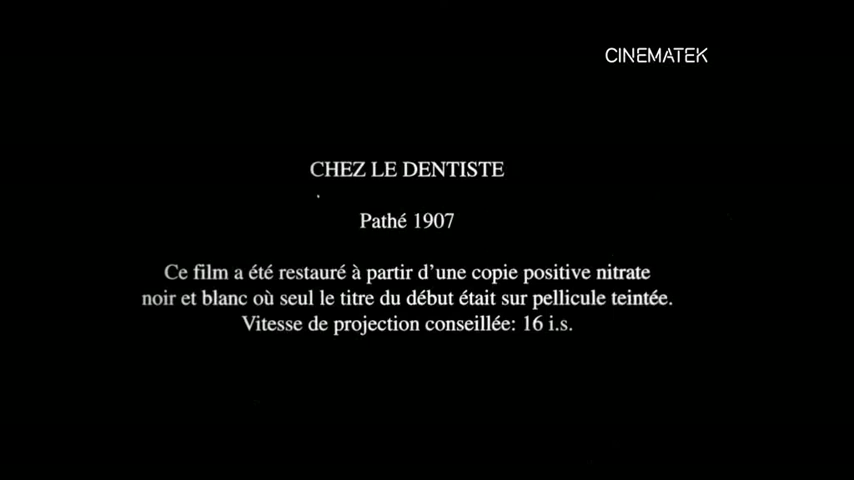 CINEMATEK
CHEZ LE DENTISTE
Pathé 1907
Ce film a été restauré à partir d'une copie positive nitrate
noir et blanc où seul le titre du début était sur pellicule teintée.
Vitesse de projection conseillée: 16 i.s.